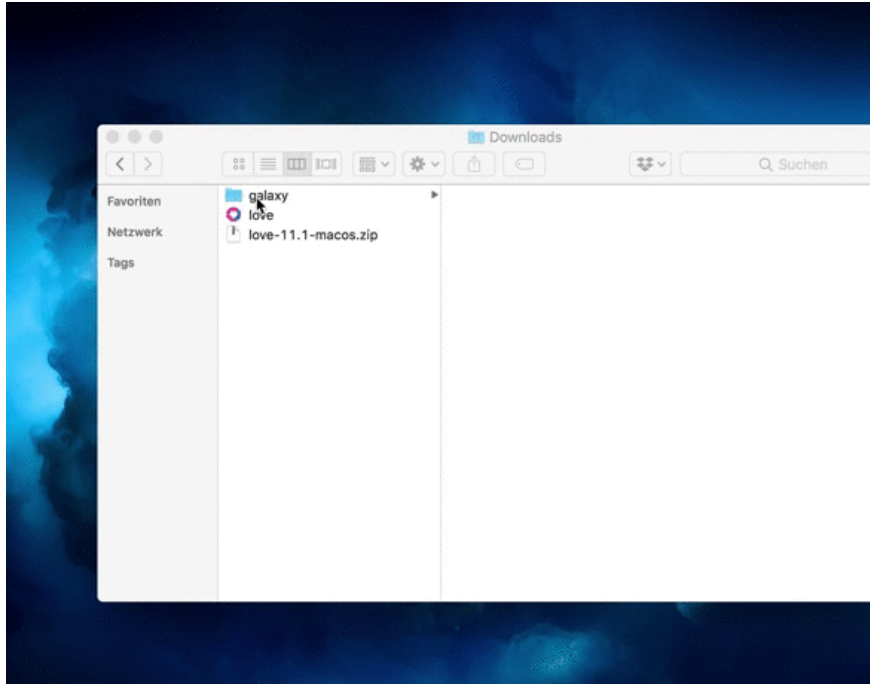 Downloads
Suchen
Favoriten
Netzwerk
Tags
galaxy
love
love-11.1-macos.zip